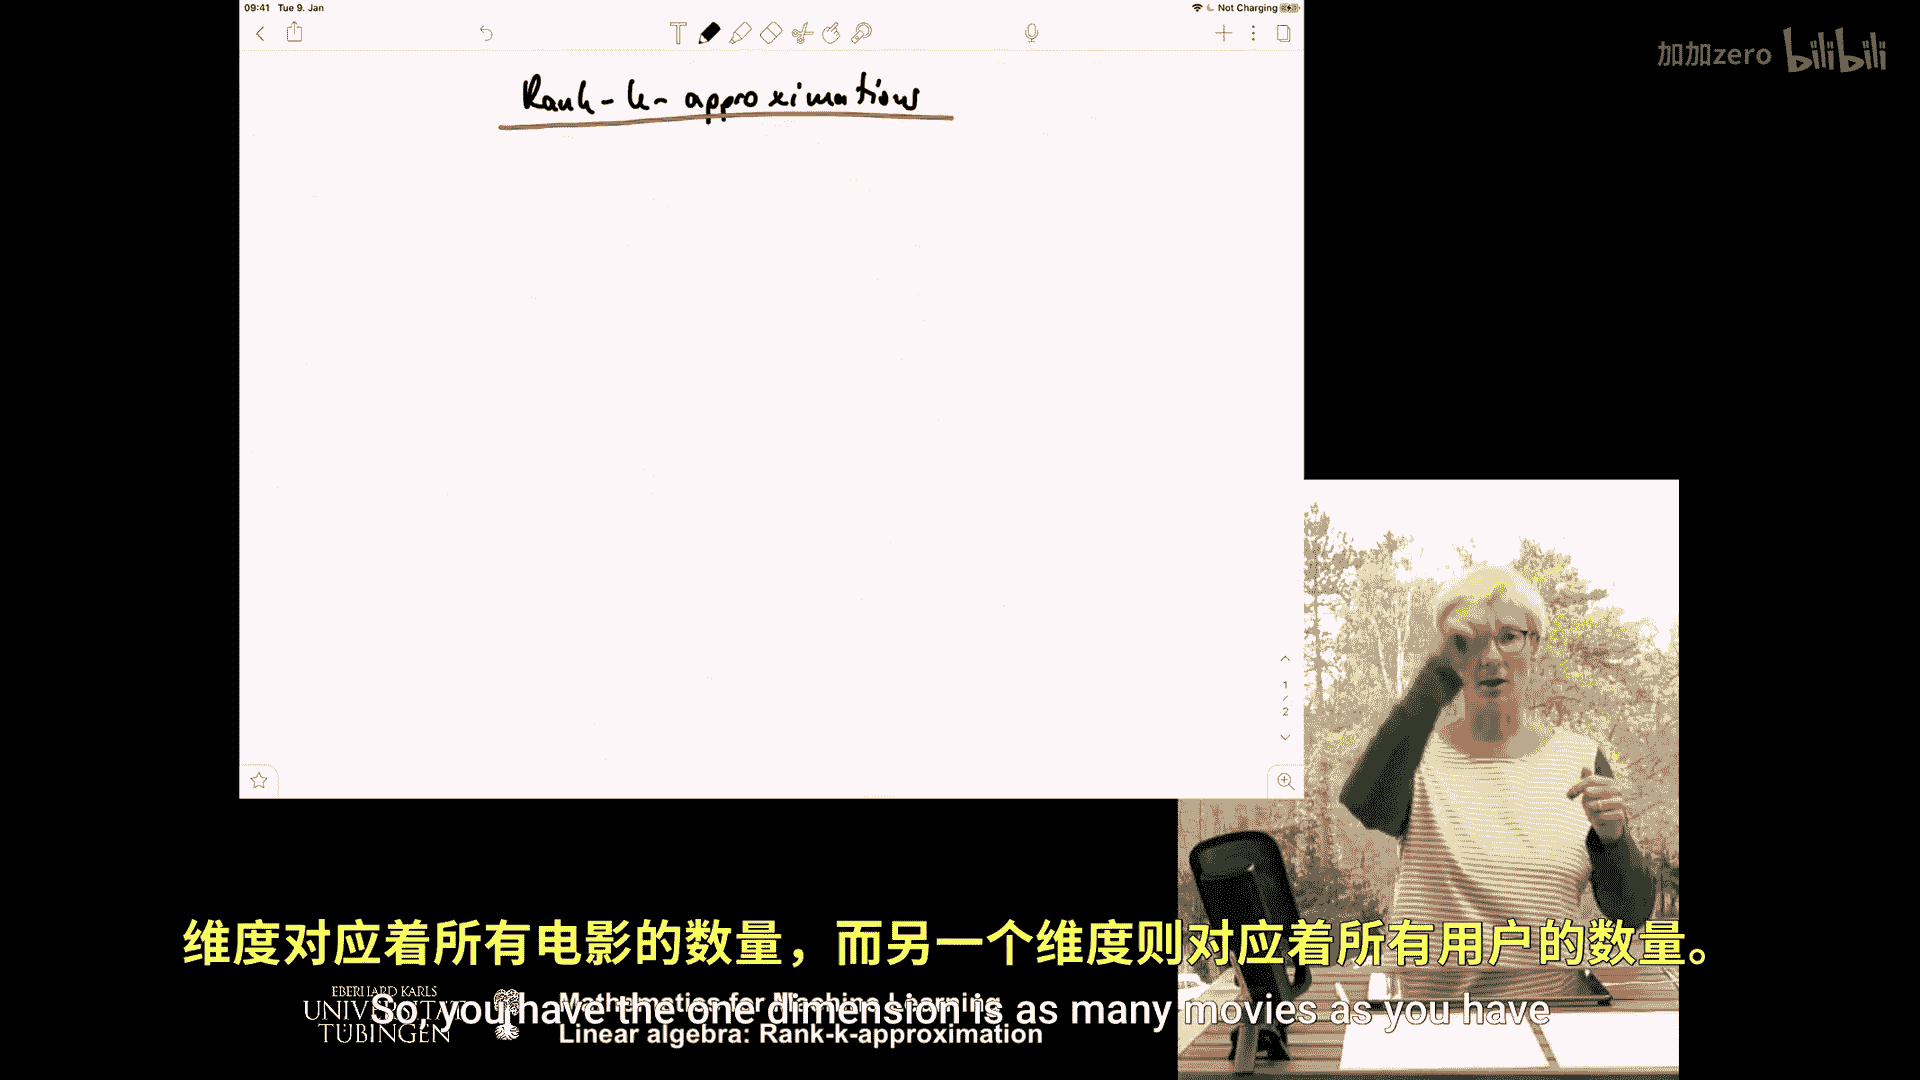 09:41 Tue 9. Jan
Not Charging
加加zero bilibili
Rank-k-approximations
1
/
2
维度对应着所有电影的数量，而另一个维度则对应着所有用户的数量。
So, you have the one dimension is as many movies as you have
EBERHARD KARLS
UNIVERSITÄT
TÜBINGEN
Mathematics for Machine Learning
Linear algebra: Rank-k-approximation